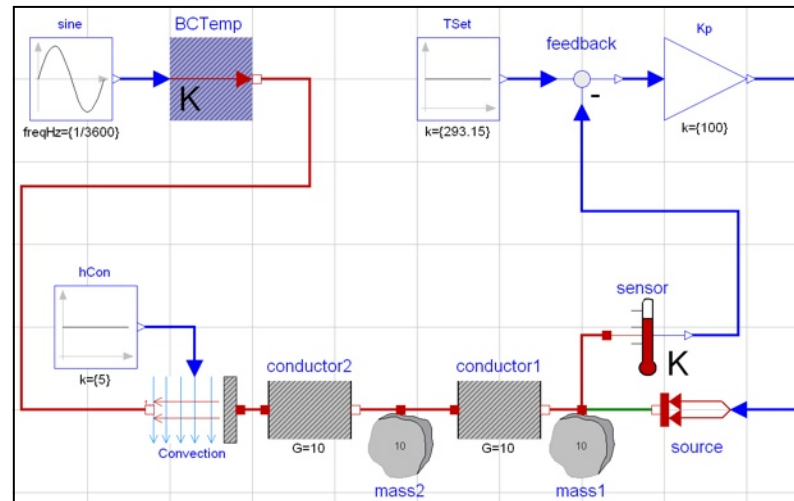 sine
BCTemp
TSet
feedback
Kp
K
-
freqHz={1/3600}
k={293.15}
k={100}
hCon
sensor
K
k={5}
conductor2
conductor1
Convection
G=10
10
G=10
10
source
mass2
mass1